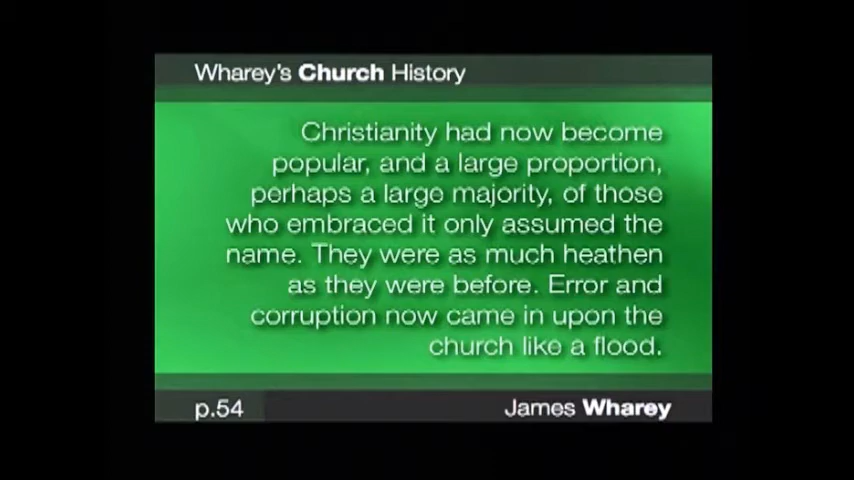 Wharey's Church History
Christianity had now become
popular, and a large proportion,
perhaps a large majority, of those
who embraced it only assumed the
name. They were as much heathen
as they were before. Error and
corruption now came in upon the
church like a flood.
p.54
James Wharey